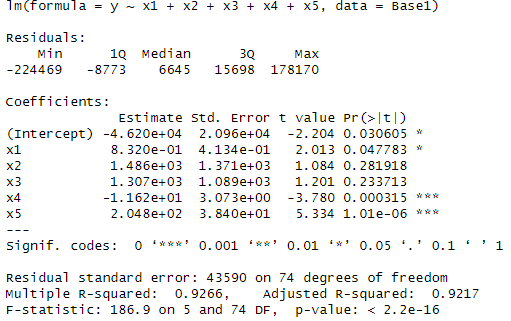 lm(formula = y ~ x1 + x2 + x3 + x4 + x5, data = Base1)
Residuals:
Min 1Q Median 3Q Max
-224469 -8773 6645 15698 178170
Coefficients:
Estimate Std. Error t value Pr(>|t|)
(Intercept) -4.620e+04 2.096e+04 -2.204 0.030605 *
x1 8.320e-01 4.134e-01 2.013 0.047783 *
x2 1.486e+03 1.371e+03 1.084 0.281918
x3 1.307e+03 1.089e+03 1.201 0.233713
x4 -1.162e+01 3.073e+00 -3.780 0.000315 ***
x5 2.048e+02 3.840e+01 5.334 1.01e-06 ***
---
Signif. codes: 0 ‘***’ 0.001 ‘**’ 0.01 ‘*’ 0.05 ‘.’ 0.1 ‘ ’ 1
Residual standard error: 43590 on 74 degrees of freedom
Multiple R-squared: 0.9266, Adjusted R-squared: 0.9217
F-statistic: 186.9 on 5 and 74 DF, p-value: < 2.2e-16